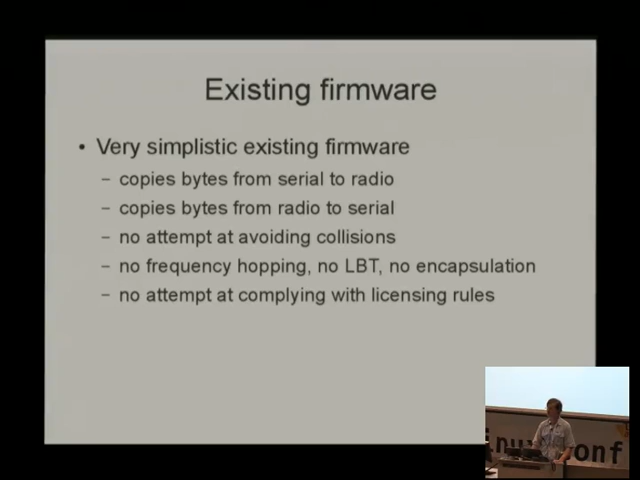 Existing firmware
• Very simplistic existing firmware
– copies bytes from serial to radio
– copies bytes from radio to serial
– no attempt at avoiding collisions
– no frequency hopping, no LBT, no encapsulation
– no attempt at complying with licensing rules